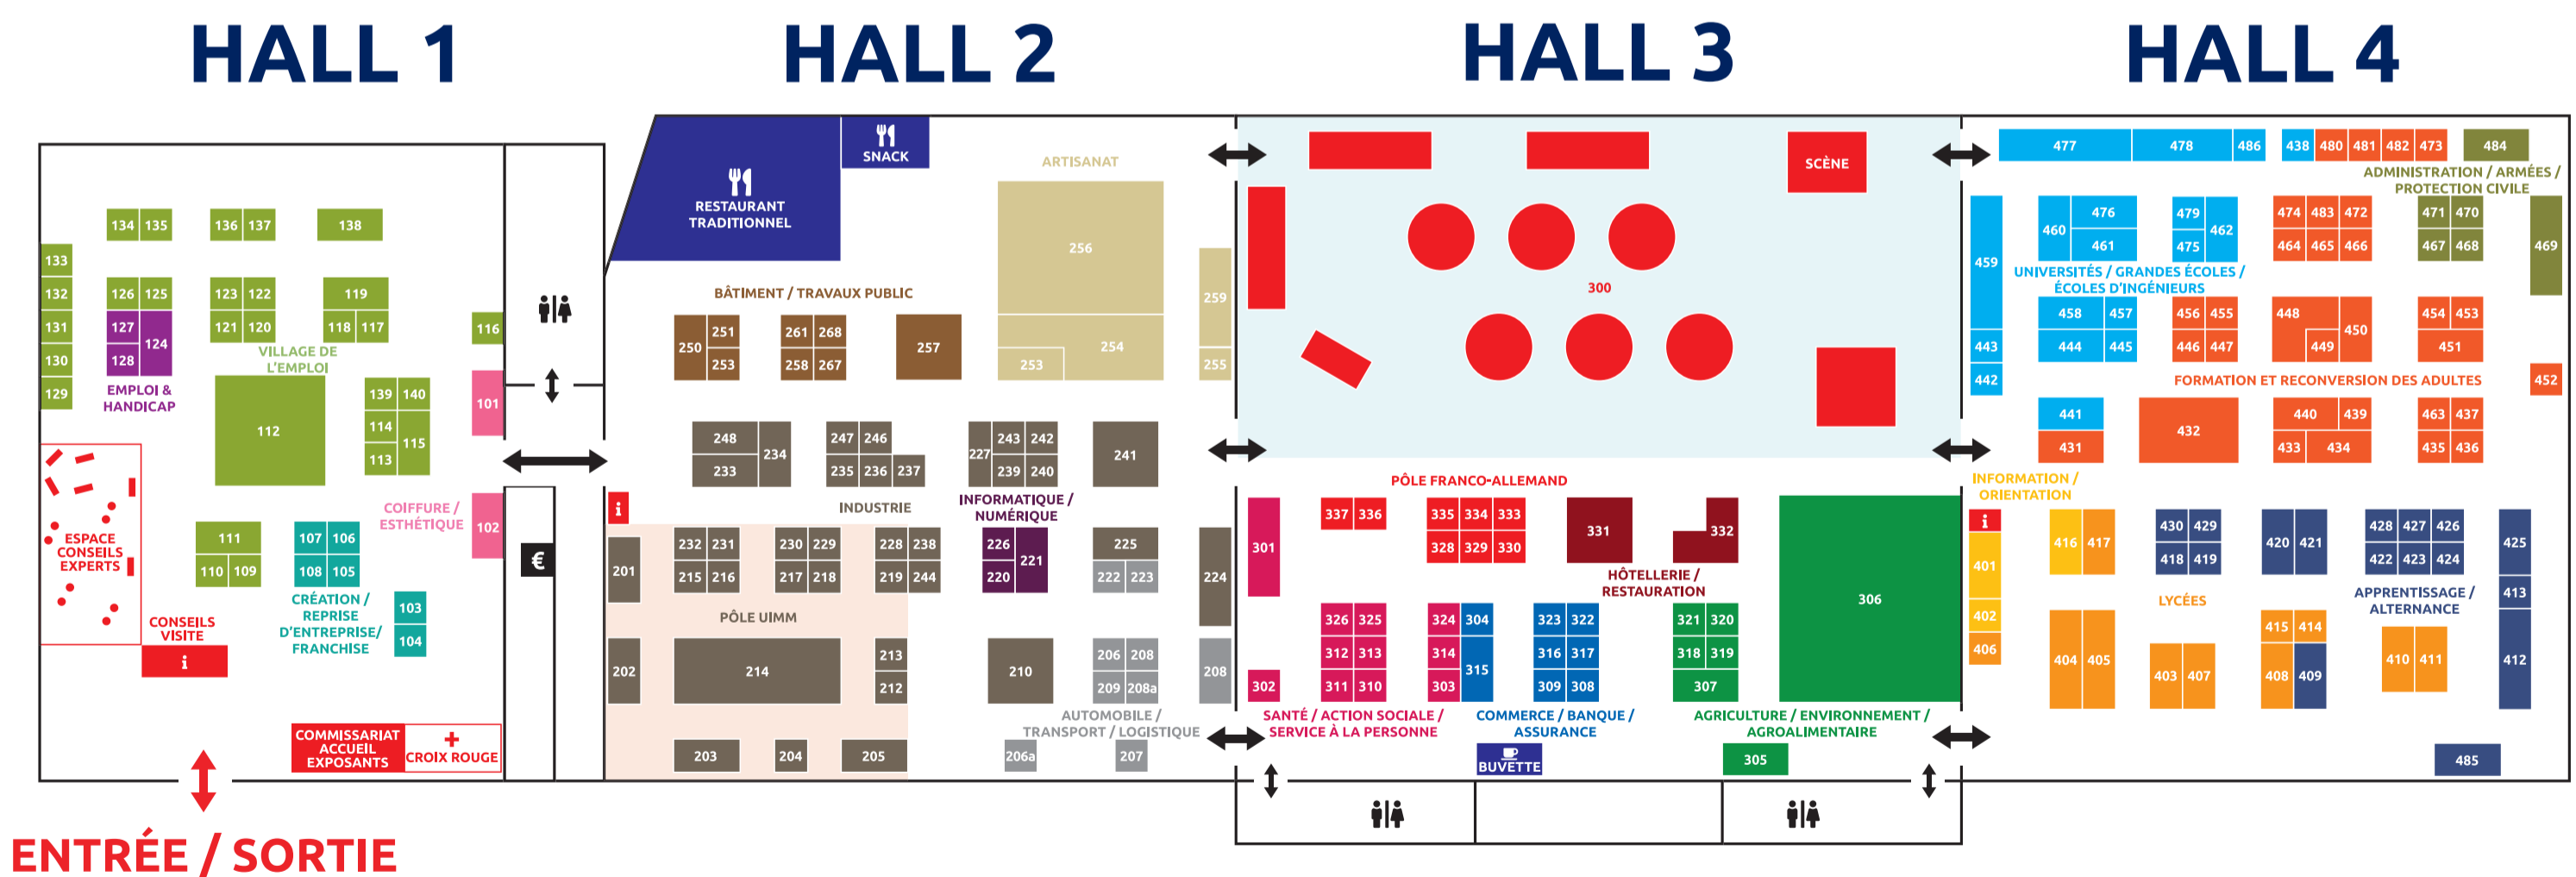 HALL 1
HALL 2
HALL 3
HALL 4
134 135
136 137
138
133
132
131
130
129
126 125
127
124
128
EMPLOI &
HANDICAP
123 122
121 120
119
118 117
116
VILLAGE DE
L'EMPLOI
112
139 140
114
115
113
101
COIFFURE /
ESTHÉTIQUE
102
€
ESPACE
CONSEILS
EXPERTS
111
110 109
107 106
108 105
CRÉATION /
REPRISE
D'ENTREPRISE/
FRANCHISE
103
104
CONSEILS
VISITE
i
COMMISSARIAT
ACCUEIL
EXPOSANTS
CROIX ROUGE
ENTRÉE / SORTIE
RESTAURANT
TRADITIONNEL
SNACK
ARTISANAT
256
254
253
259
255
BÂTIMENT / TRAVAUX PUBLIC
250
251
253
261 268
258 267
257
248
234
233
247 246
235 236 237
227
243 242
239 240
241
i
INDUSTRIE
INFORMATIQUE /
NUMÉRIQUE
201
232 231
215 216
230 229
217 218
228 238
219 244
226
221
220
225
222 223
224
PÔLE UIMM
202
214
213
212
210
206 208
209 208a
208
AUTOMOBILE /
TRANSPORT / LOGISTIQUE
203
204
205
206a
207
SCÈNE
300
PÔLE FRANCO-ALLEMAND
301
337 336
335 334 333
328 329 330
331
332
HÔTELLERIE /
RESTAURATION
306
326 325
312 313
311 310
302
324 304
314
315
303
323 322
316 317
309 308
321 320
318 319
307
SANTÉ / ACTION SOCIALE /
SERVICE À LA PERSONNE
COMMERCE / BANQUE /
ASSURANCE
AGRICULTURE / ENVIRONNEMENT /
AGROALIMENTAIRE
BUVETTE
305
477
478
486
438 480 481 482 473
484
ADMINISTRATION / ARMÉES /
PROTECTION CIVILE
459
460
476
461
479
462
475
474 483 472
464 465 466
471 470
467 468
469
UNIVERSITÉS / GRANDES ÉCOLES /
ÉCOLES D'INGÉNIEURS
443
442
458 457
444 445
456 455
446 447
448
450
449
454 453
451
452
FORMATION ET RECONVERSION DES ADULTES
441
431
432
440 439
433 434
463 437
435 436
INFORMATION /
ORIENTATION
i
401
402
406
416 417
430 429
418 419
420 421
428 427 426
422 423 424
425
413
412
LYCÉES
APPRENTISSAGE /
ALTERNANCE
404 405
403 407
415 414
408 409
410 411
485